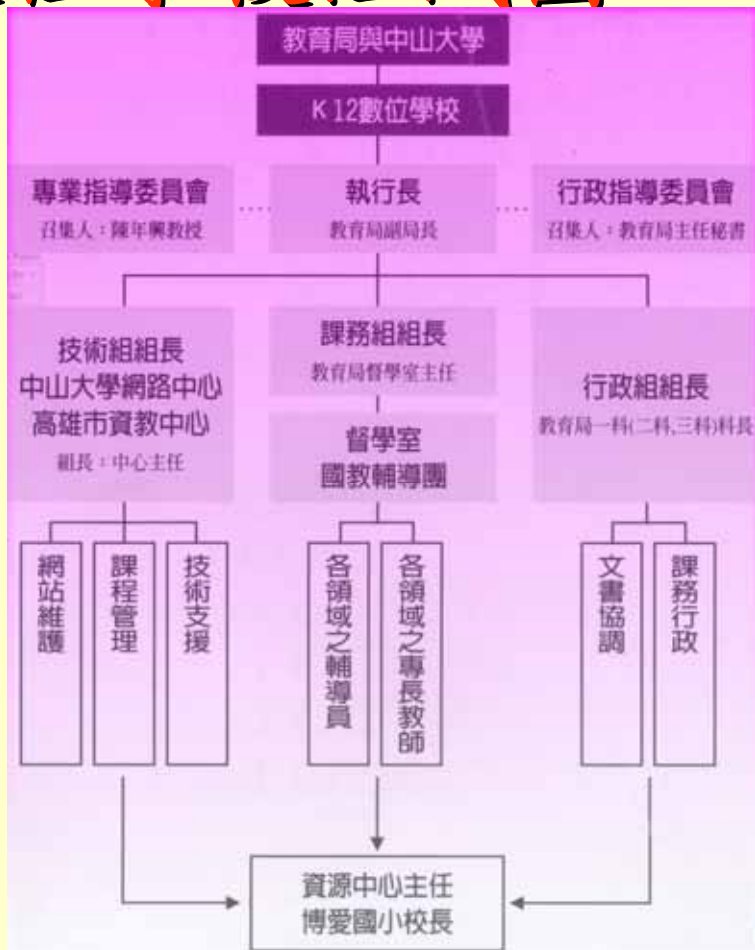 教育局與中山大學
K12數位學校
專業指導委員會
召集人：陳年興教授
執行長
教育局副局長
行政指導委員會
召集人：教育局主任秘書
技術組組長
中山大學網路中心
高雄市資教中心
組長：中心主任
課務組組長
教育局督學室主任
督學室
國教輔導團
行政組組長
教育局一科(二科,三科)科長
網站維護
課程管理
技術支援
各領域之輔導員
各領域之專長教師
文書協調
課務行政
資源中心主任
博愛國小校長